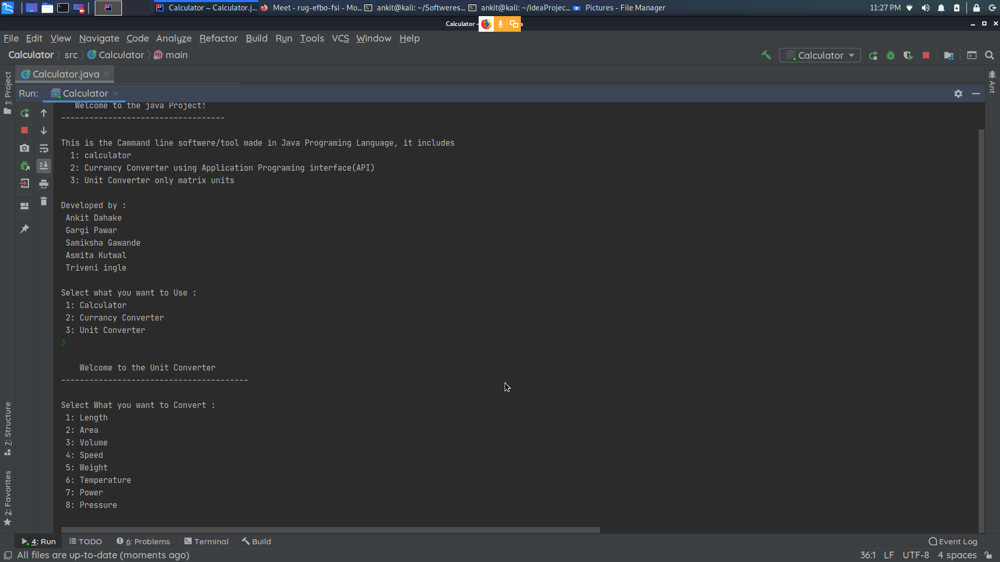 Calculator – Calculator.j...
Meet - rug-efbo-fsi - Mo...
ankit@kali: ~/Softweres...
ankit@kali: ~/IdeaProjec...
Pictures - File Manager
11:27 PM
Calculator –
a
File Edit View Navigate Code Analyze Refactor Build Run Tools VCS Window Help
Calculator src Calculator main
Calculator
Calculator.java
1: Project
Ant
Run: Calculator
Welcome to the java Project!
-----------------------------------
This is the Cammand line softwere/tool made in Java Programing Language, it includes
1: calculator
2: Currancy Converter using Application Programing interface(API)
3: Unit Converter only matrix units
Developed by :
Ankit Dahake
Gargi Pawar
Samiksha Gawande
Asmita Kutwal
Triveni ingle
Select what you want to Use :
1: Calculator
2: Currancy Converter
3: Unit Converter
3
Welcome to the Unit Converter
----------------------------------------
Select What you want to Convert :
1: Length
2: Area
3: Volume
4: Speed
5: Weight
6: Temperature
7: Power
8: Pressure
7: Structure
2: Favorites
4: Run TODO 6: Problems Terminal Build Event Log
All files are up-to-date (moments ago) 36:1 LF UTF-8 4 spaces